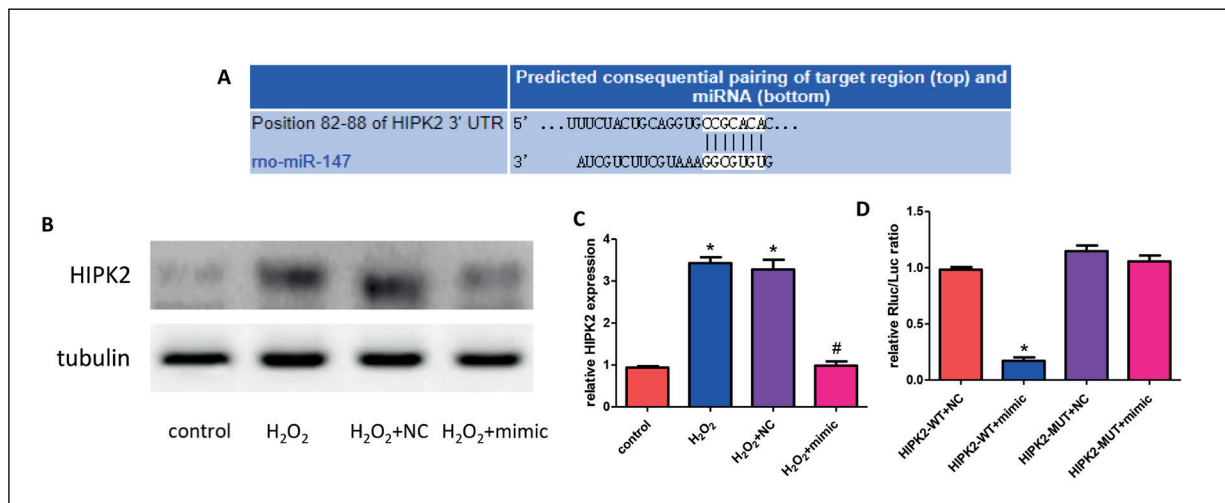 A
Predicted consequential pairing of target region (top) and
miRNA (bottom)
Position 82-88 of HIPK2 3' UTR
5' ...UUUCUACUGCAGGUGCCGCACAC...
rno-miR-147
3' AUCGUCUUCGUAAAGGCGUGUG
B
HIPK2
tubulin
control H₂O₂ H₂O₂+NC H₂O₂+mimic
C
relative HIPK2 expression
4
3
2
1
0
* * #
control
H₂O₂
H₂O₂+NC
H₂O₂+mimic
D
relative Rluc/Luc ratio
1.5
1.0
0.5
0.0
*
HIPK2-WT+NC
HIPK2-WT+mimic
HIPK2-MUT+NC
HIPK2-MUT+mimic